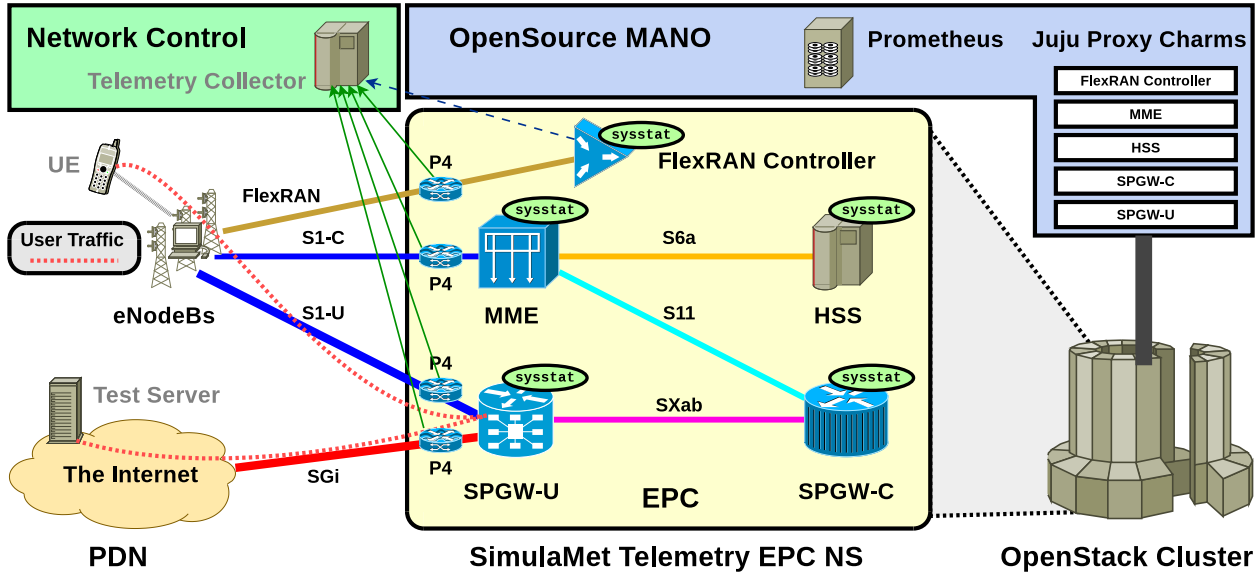 Network Control
OpenSource MANO
Prometheus
Juju Proxy Charms
Telemetry Collector
FlexRAN Controller
MME
HSS
SPGW-C
SPGW-U
UE
P4
sysstat
FlexRAN Controller
FlexRAN
User Traffic
S1-C
P4
sysstat
S6a
sysstat
eNodeBs
S1-U
MME
S11
HSS
Test Server
P4
sysstat
SXab
sysstat
The Internet
SGi
P4
SPGW-U
EPC
SPGW-C
PDN
SimulaMet Telemetry EPC NS
OpenStack Cluster